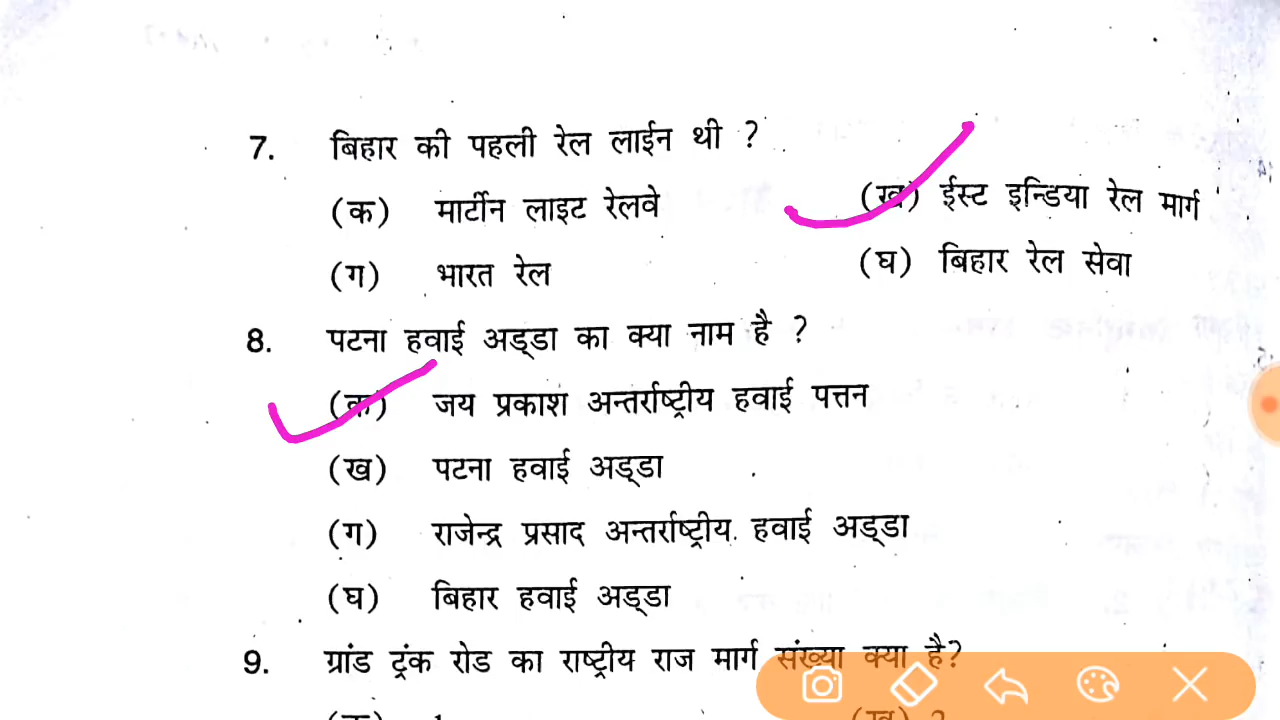 7. बिहार की पहली रेल लाईन थी ?
(क) मार्टीन लाइट रेलवे (ख) ईस्ट इन्डिया रेल मार्ग
(ग) भारत रेल (घ) बिहार रेल सेवा
8. पटना हवाई अड्डा का क्या नाम है ?
(क) जय प्रकाश अन्तर्राष्ट्रीय हवाई पत्तन
(ख) पटना हवाई अड्डा
(ग) राजेन्द्र प्रसाद अन्तर्राष्ट्रीय हवाई अड्डा
(घ) बिहार हवाई अड्डा
9. ग्रांड ट्रंक रोड का राष्ट्रीय राज मार्ग संख्या क्या है?